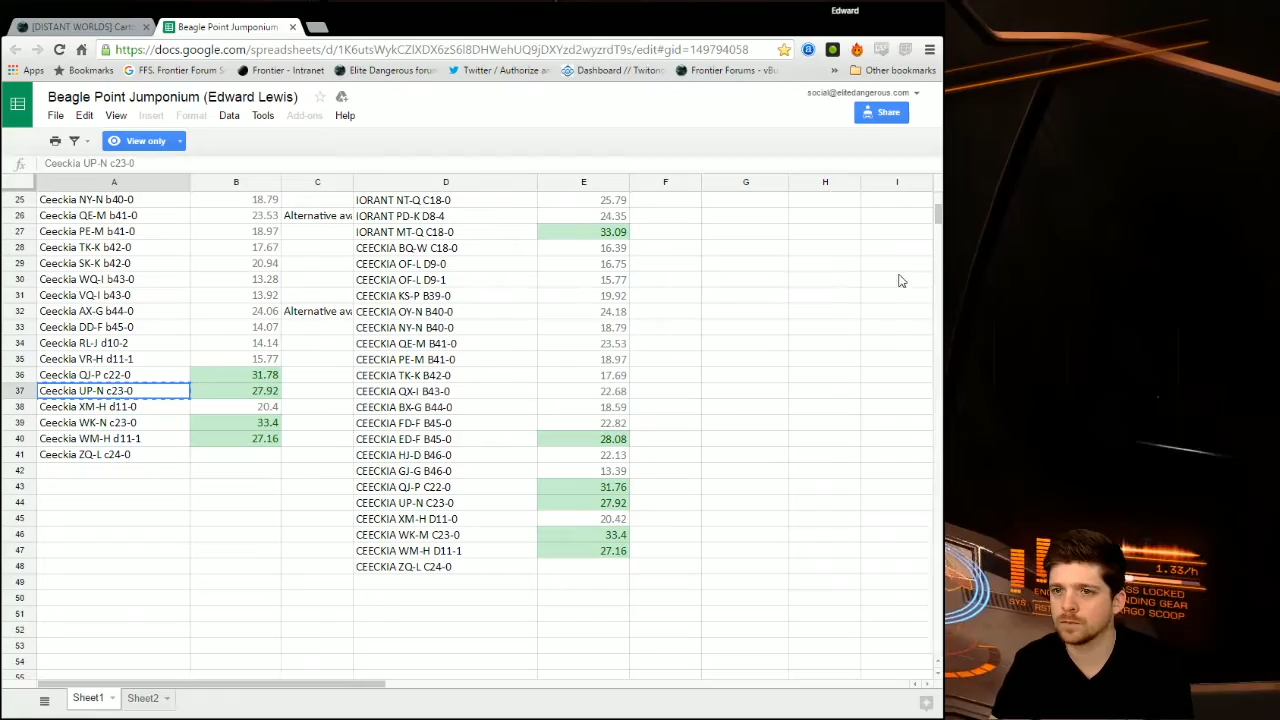 Edward
[DISTANT WORLDS] Cart
Beagle Point Jumponium
https://docs.google.com/spreadsheets/d/1K6utsWykCZlXDX6zS6l8DHWehUQ9jDXYzd2wyzrdT9s/edit#gid=149794058
Apps Bookmarks FFS. Frontier Forum S Frontier - Intranet Elite Dangerous forum Twitter / Authorize an Dashboard // Twitonom Frontier Forums - vBu » Other bookmarks
Beagle Point Jumponium (Edward Lewis)
social@elitedangerous.com
Share
File Edit View Insert Format Data Tools Add-ons Help
View only
fx Ceeckia UP-N c23-0
A B C D E F G H I
25 Ceeckia NY-N b40-0 18.79 IORANT NT-Q C18-0 25.79
26 Ceeckia QE-M b41-0 23.53 Alternative ava IORANT PD-K D8-4 24.35
27 Ceeckia PE-M b41-0 18.97 IORANT MT-Q C18-0 33.09
28 Ceeckia TK-K b42-0 17.67 CEECKIA BQ-W C18-0 16.39
29 Ceeckia SK-K b42-0 20.94 CEECKIA OF-L D9-0 16.75
30 Ceeckia WQ-I b43-0 13.28 CEECKIA OF-L D9-1 15.77
31 Ceeckia VQ-I b43-0 13.92 CEECKIA KS-P B39-0 19.92
32 Ceeckia AX-G b44-0 24.06 Alternative ava CEECKIA OY-N B40-0 24.18
33 Ceeckia DD-F b45-0 14.07 CEECKIA NY-N B40-0 18.79
34 Ceeckia RL-J d10-2 14.14 CEECKIA QE-M B41-0 23.53
35 Ceeckia VR-H d11-1 15.77 CEECKIA PE-M B41-0 18.97
36 Ceeckia QJ-P c22-0 31.78 CEECKIA TK-K B42-0 17.69
37 Ceeckia UP-N c23-0 27.92 CEECKIA QX-I B43-0 22.68
38 Ceeckia XM-H d11-0 20.4 CEECKIA BX-G B44-0 18.59
39 Ceeckia WK-N c23-0 33.4 CEECKIA FD-F B45-0 22.82
40 Ceeckia WM-H d11-1 27.16 CEECKIA ED-F B45-0 28.08
41 Ceeckia ZQ-L c24-0 CEECKIA HJ-D B46-0 22.13
42 CEECKIA GJ-G B46-0 13.39
43 CEECKIA QJ-P C22-0 31.76
44 CEECKIA UP-N C23-0 27.92
45 CEECKIA XM-H D11-0 20.42
46 CEECKIA WK-M C23-0 33.4
47 CEECKIA WM-H D11-1 27.16
48 CEECKIA ZQ-L C24-0
49
50
51
52
53
54
55
Sheet1 Sheet2
1.33/h
SS LOCKED
NDING GEAR
RGO SCOOP
SYS